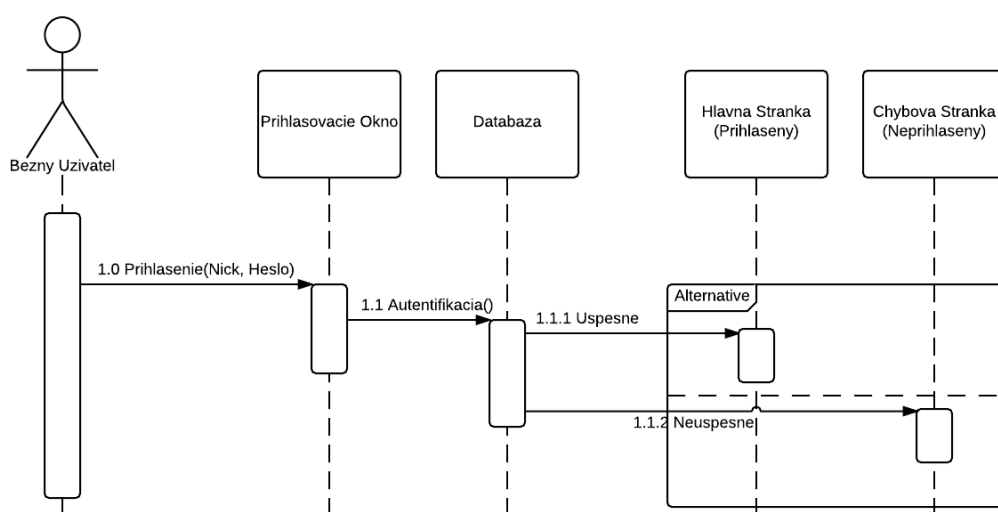 Bezny Uzivatel
Prihlasovacie Okno
Databaza
Hlavna Stranka
(Prihlaseny)
Chybova Stranka
(Neprihlaseny)
1.0 Prihlasenie(Nick, Heslo)
1.1 Autentifikacia()
1.1.1 Uspesne
Alternative
1.1.2 Neuspesne